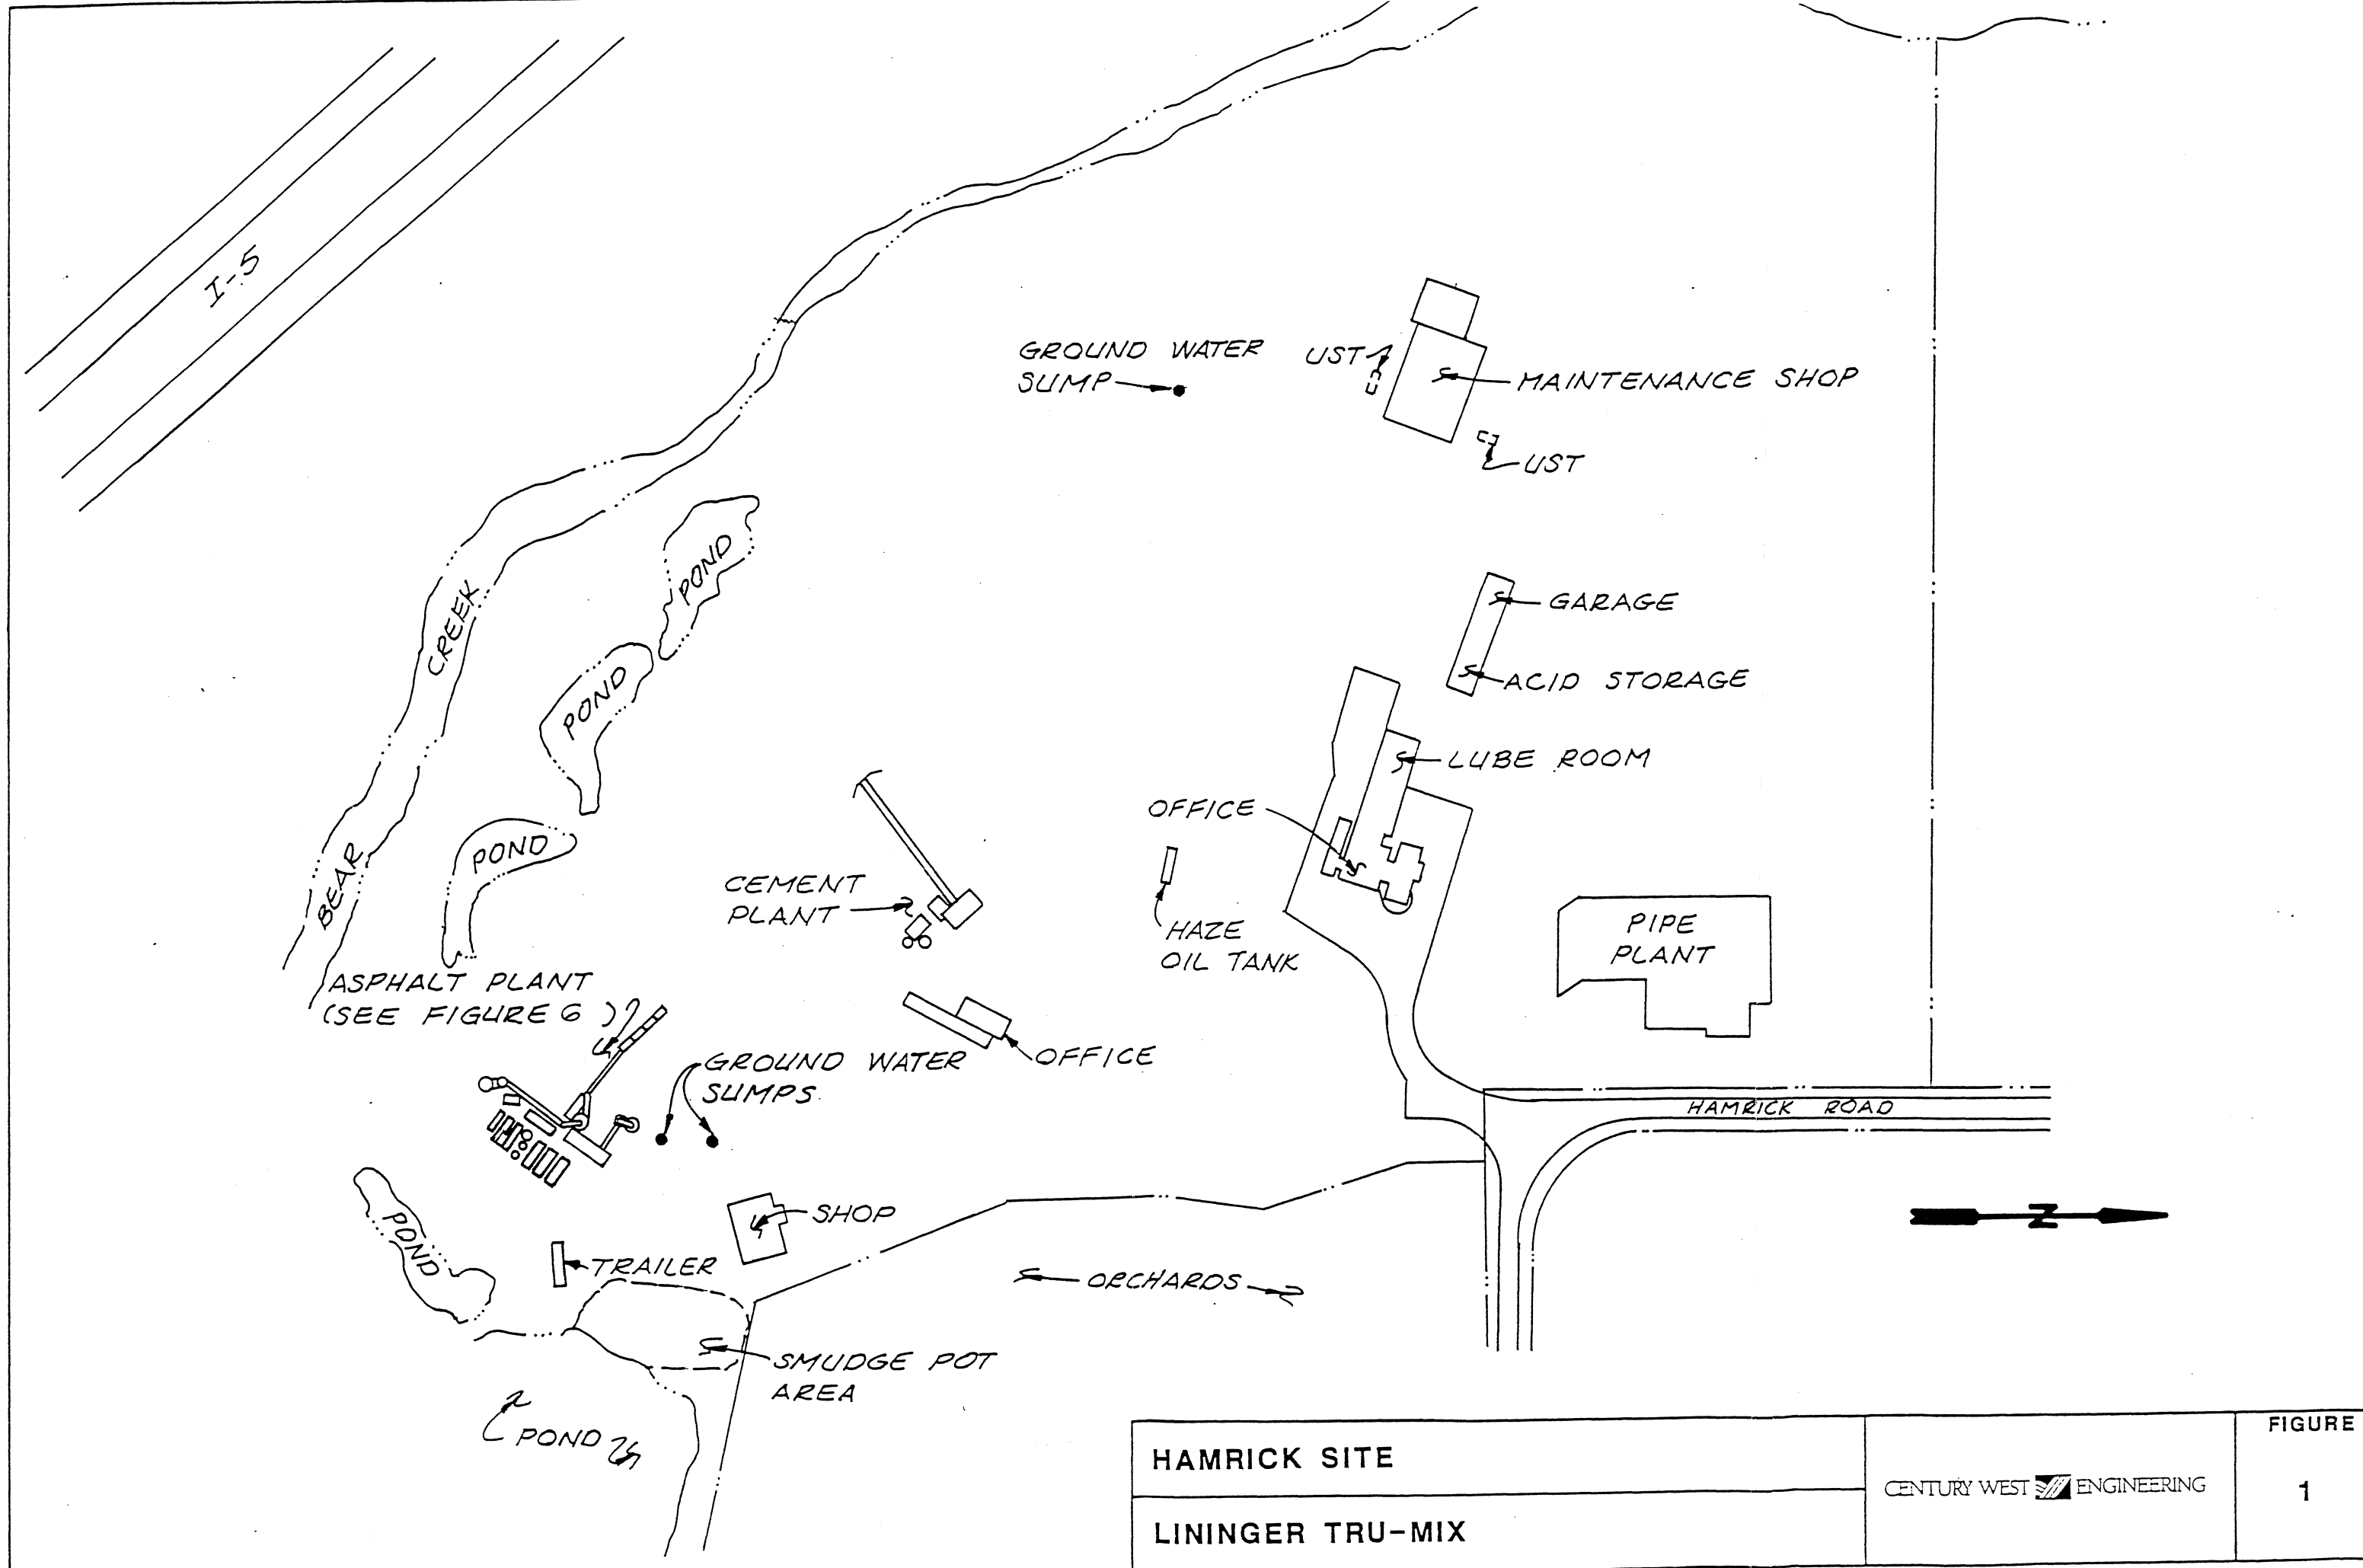 I-5
GROUND WATER
SUMP
UST
MAINTENANCE SHOP
UST
POND
CREEK
GARAGE
POND
ACID STORAGE
LUBE ROOM
OFFICE
POND
BEAR
CEMENT
PLANT
HAZE
OIL TANK
PIPE
PLANT
ASPHALT PLANT
(SEE FIGURE 6)
OFFICE
GROUND WATER
SUMPS
HAMRICK ROAD
POND
SHOP
N
TRAILER
ORCHARDS
SMUDGE POT
AREA
POND
HAMRICK SITE
LININGER TRU-MIX
CENTURY WEST ENGINEERING
FIGURE
1